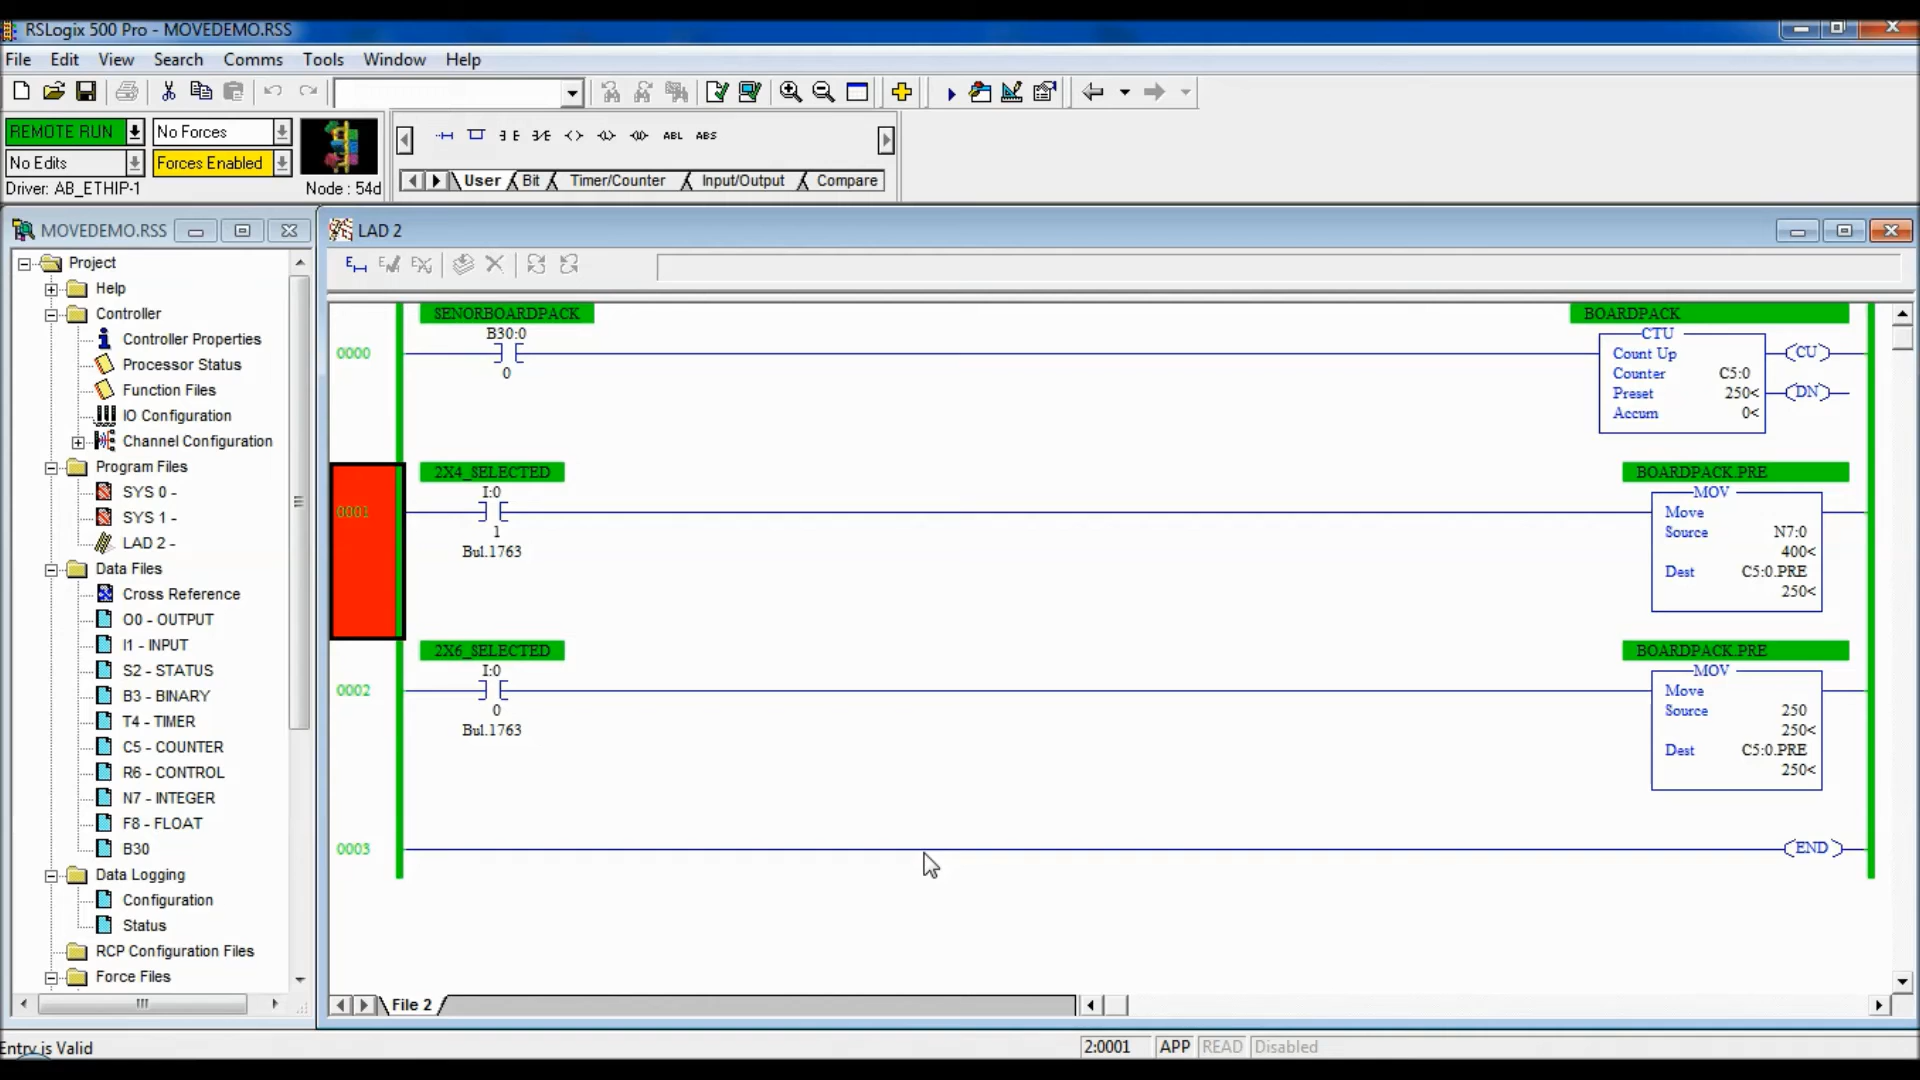 RSLogix 500 Pro - MOVEDEMO.RSS
File Edit View Search Comms Tools Window Help
REMOTE RUN No Forces
No Edits Forces Enabled
Driver: AB_ETHIP-1 Node : 54d
ABL ABS
User Bit Timer/Counter Input/Output Compare
MOVEDEMO.RSS
Project
Help
Controller
Controller Properties
Processor Status
Function Files
IO Configuration
Channel Configuration
Program Files
SYS 0 -
SYS 1 -
LAD 2 -
Data Files
Cross Reference
O0 - OUTPUT
I1 - INPUT
S2 - STATUS
B3 - BINARY
T4 - TIMER
C5 - COUNTER
R6 - CONTROL
N7 - INTEGER
F8 - FLOAT
B30
Data Logging
Configuration
Status
RCP Configuration Files
Force Files
LAD 2
SENORBOARDPACK
B30:0
0000
0
BOARDPACK
CTU
Count Up
Counter C5:0
Preset 250<
Accum 0<
CU
DN
2X4_SELECTED
I:0
0001
1
Bul.1763
BOARDPACK.PRE
MOV
Move
Source N7:0
400<
Dest C5:0.PRE
250<
2X6_SELECTED
I:0
0002
0
Bul.1763
BOARDPACK.PRE
MOV
Move
Source 250
250<
Dest C5:0.PRE
250<
0003
END
File 2
Entry is Valid
2:0001 APP READ Disabled